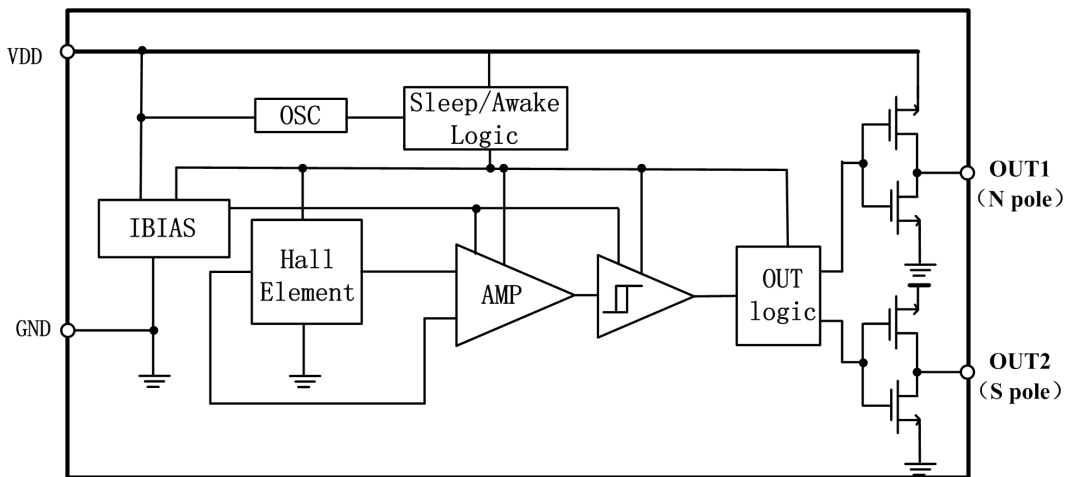 VDD
OSC
Sleep/Awake
Logic
OUT1
(N pole)
IBIAS
Hall
Element
AMP
OUT
logic
GND
OUT2
(S pole)